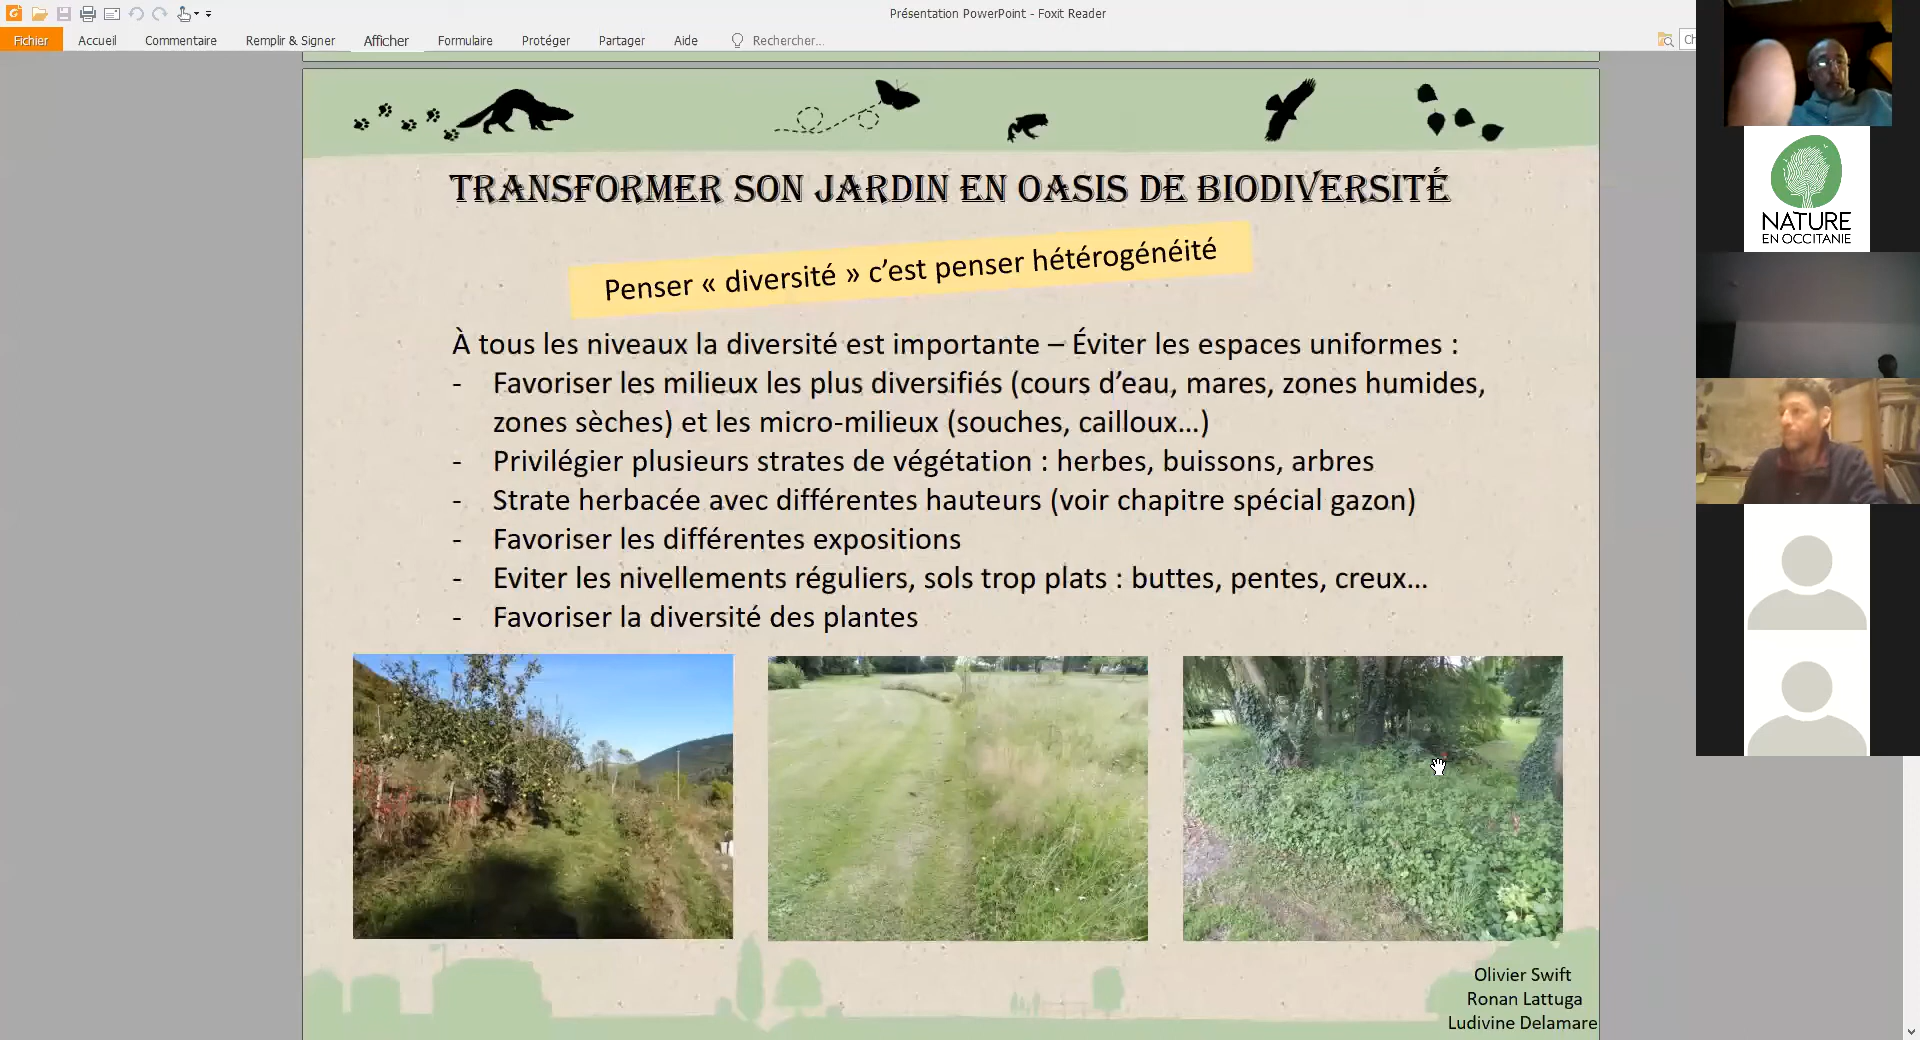 Présentation PowerPoint - Foxit Reader
Fichier Accueil Commentaire Remplir & Signer Afficher Formulaire Protéger Partager Aide Rechercher... Ch
TRANSFORMER SON JARDIN EN OASIS DE BIODIVERSITÉ
Penser « diversité » c’est penser hétérogénéité
À tous les niveaux la diversité est importante – Éviter les espaces uniformes :
- Favoriser les milieux les plus diversifiés (cours d’eau, mares, zones humides,
zones sèches) et les micro-milieux (souches, cailloux…)
- Privilégier plusieurs strates de végétation : herbes, buissons, arbres
- Strate herbacée avec différentes hauteurs (voir chapitre spécial gazon)
- Favoriser les différentes expositions
- Eviter les nivellements réguliers, sols trop plats : buttes, pentes, creux…
- Favoriser la diversité des plantes
Olivier Swift
Ronan Lattuga
Ludivine Delamare
NATURE
EN OCCITANIE